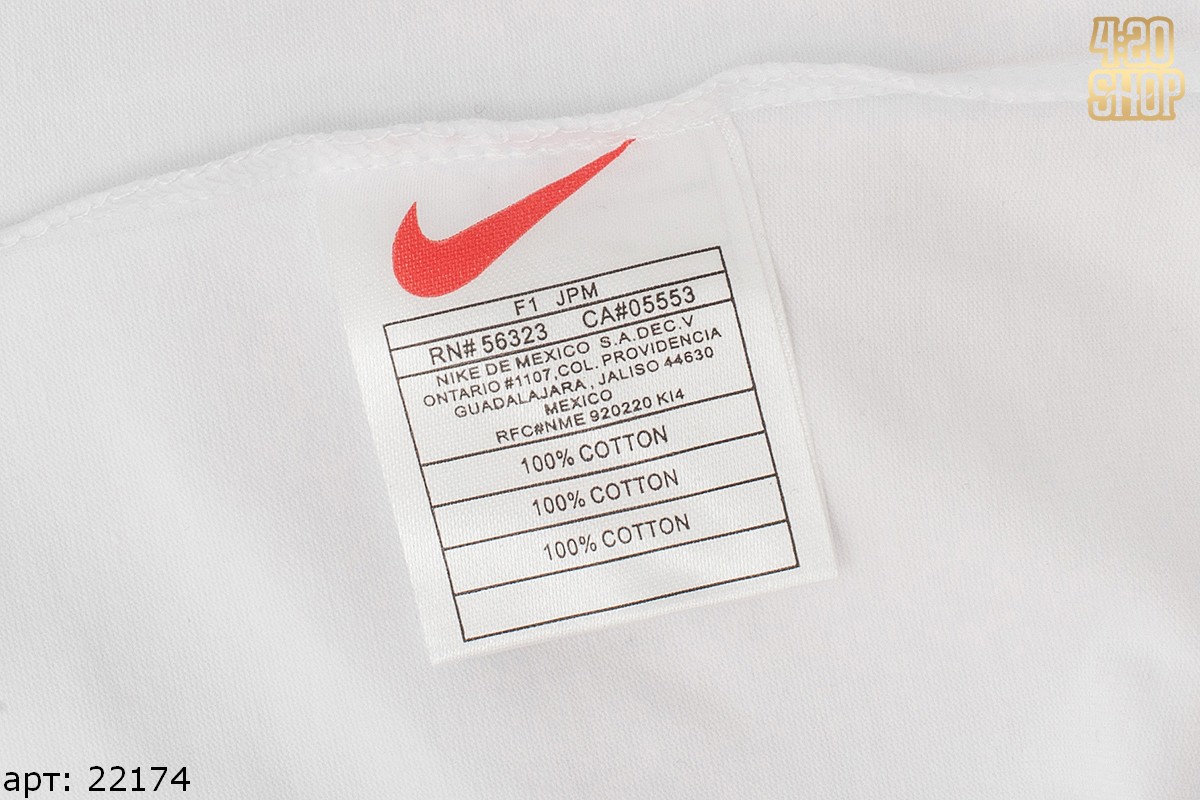 4:20
SHOP
F1 JPM
RN# 56323 CA#05553
NIKE DE MEXICO S.A.DEC.V
ONTARIO #1107,COL. PROVIDENCIA
GUADALAJARA , JALISO 44630
MEXICO
RFC#NME 920220 KI4
100% COTTON
100% COTTON
100% COTTON
арт: 22174